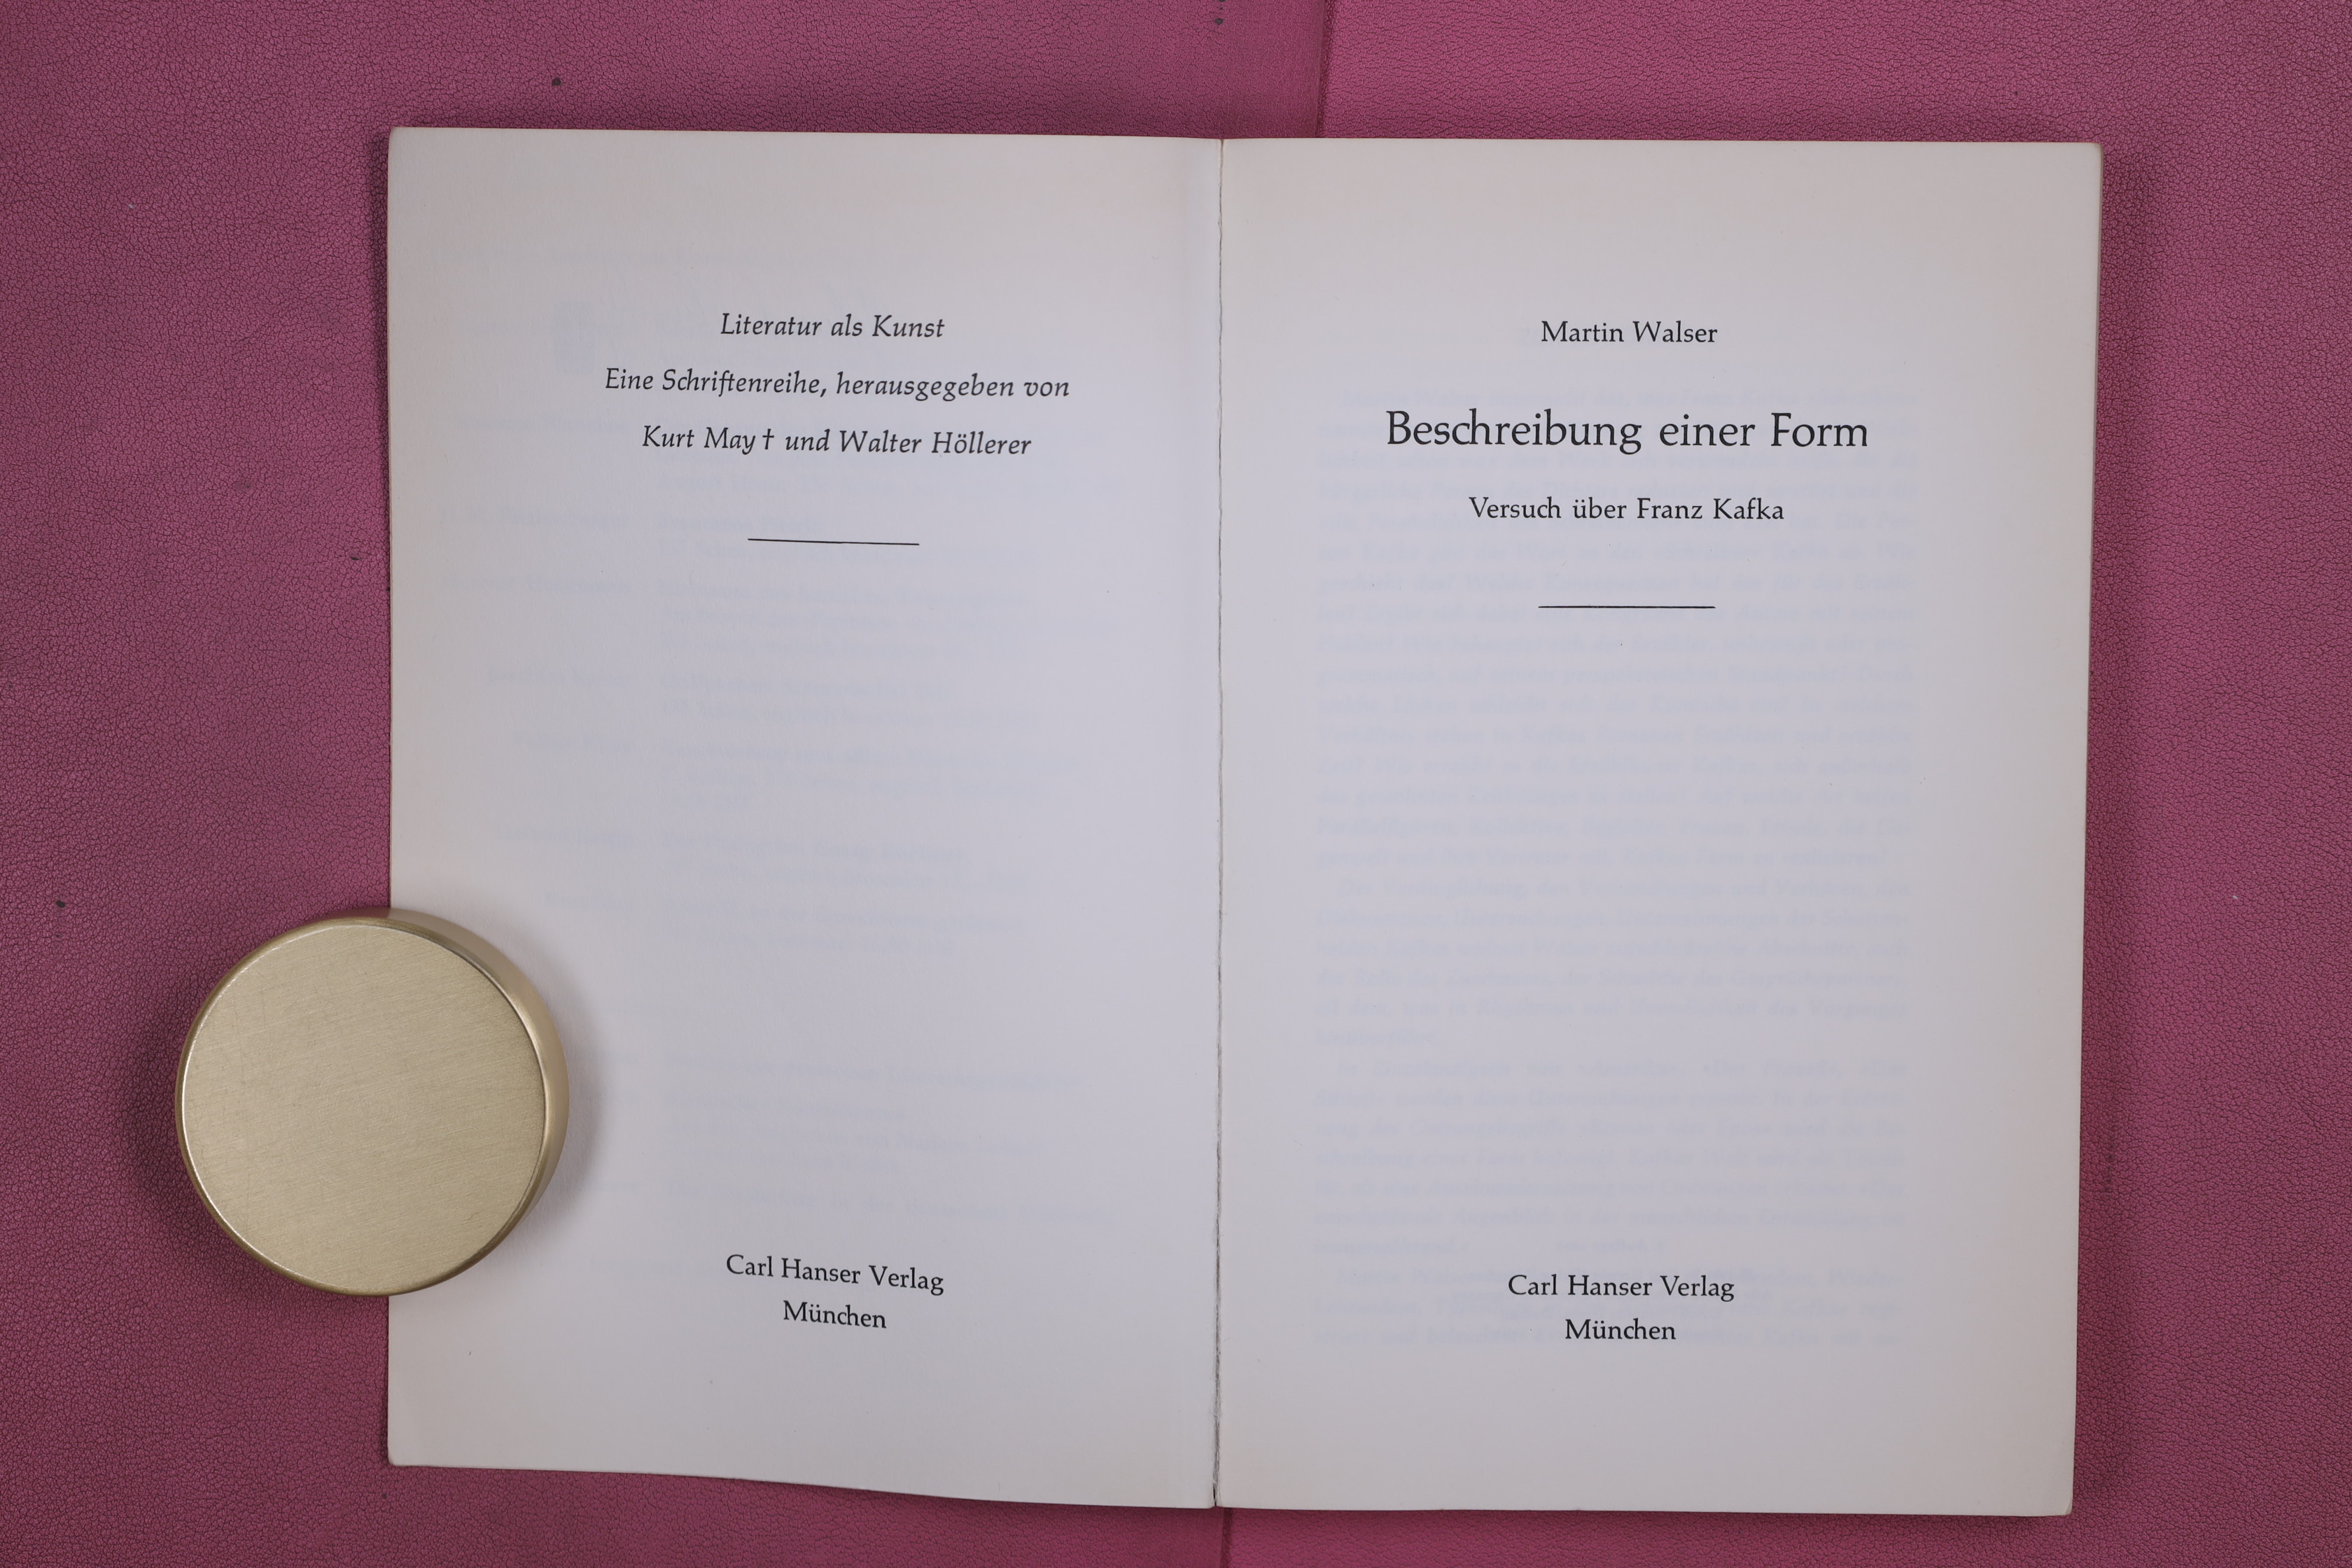 Literatur als Kunst
Eine Schriftenreihe, herausgegeben von
Kurt May † und Walter Höllerer
Carl Hanser Verlag
München
Martin Walser
Beschreibung einer Form
Versuch über Franz Kafka
Carl Hanser Verlag
München